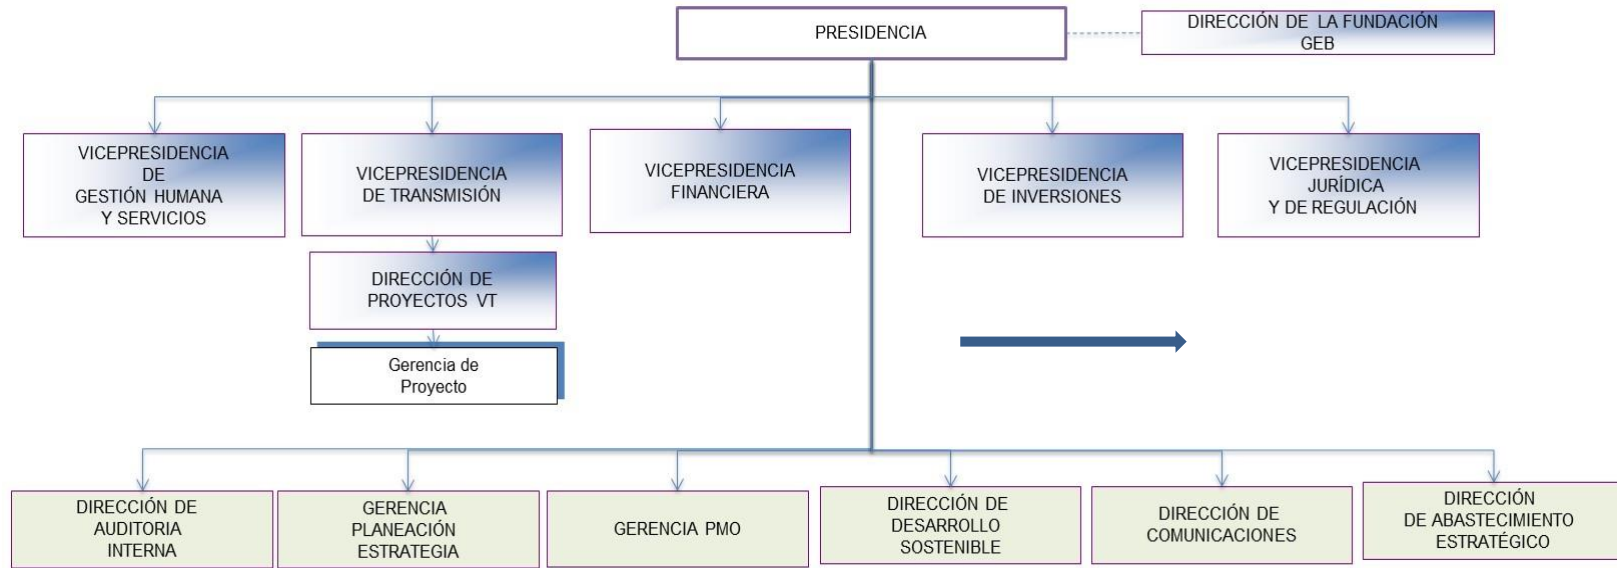 PRESIDENCIA
DIRECCIÓN DE LA FUNDACIÓN
GEB
VICEPRESIDENCIA
DE
GESTIÓN HUMANA
Y SERVICIOS
VICEPRESIDENCIA
DE TRANSMISIÓN
VICEPRESIDENCIA
FINANCIERA
VICEPRESIDENCIA
DE INVERSIONES
VICEPRESIDENCIA
JURÍDICA
Y DE REGULACIÓN
DIRECCIÓN DE
PROYECTOS VT
Gerencia de
Proyecto
DIRECCIÓN DE
AUDITORIA
INTERNA
GERENCIA
PLANEACIÓN
ESTRATEGIA
GERENCIA PMO
DIRECCIÓN DE
DESARROLLO
SOSTENIBLE
DIRECCIÓN DE
COMUNICACIONES
DIRECCIÓN
DE ABASTECIMIENTO
ESTRATÉGICO